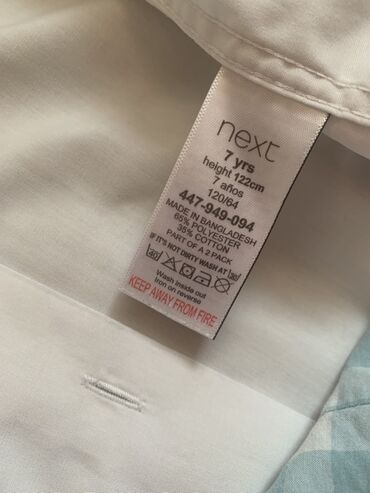 next
7 yrs
height 122cm
7 años
120/64
447-949-094
MADE IN BANGLADESH
65% POLYESTER
35% COTTON
PART OF A 2 PACK
IF IT'S NOT DIRTY WASH AT 30
40
Wash inside out
Iron on reverse
KEEP AWAY FROM FIRE